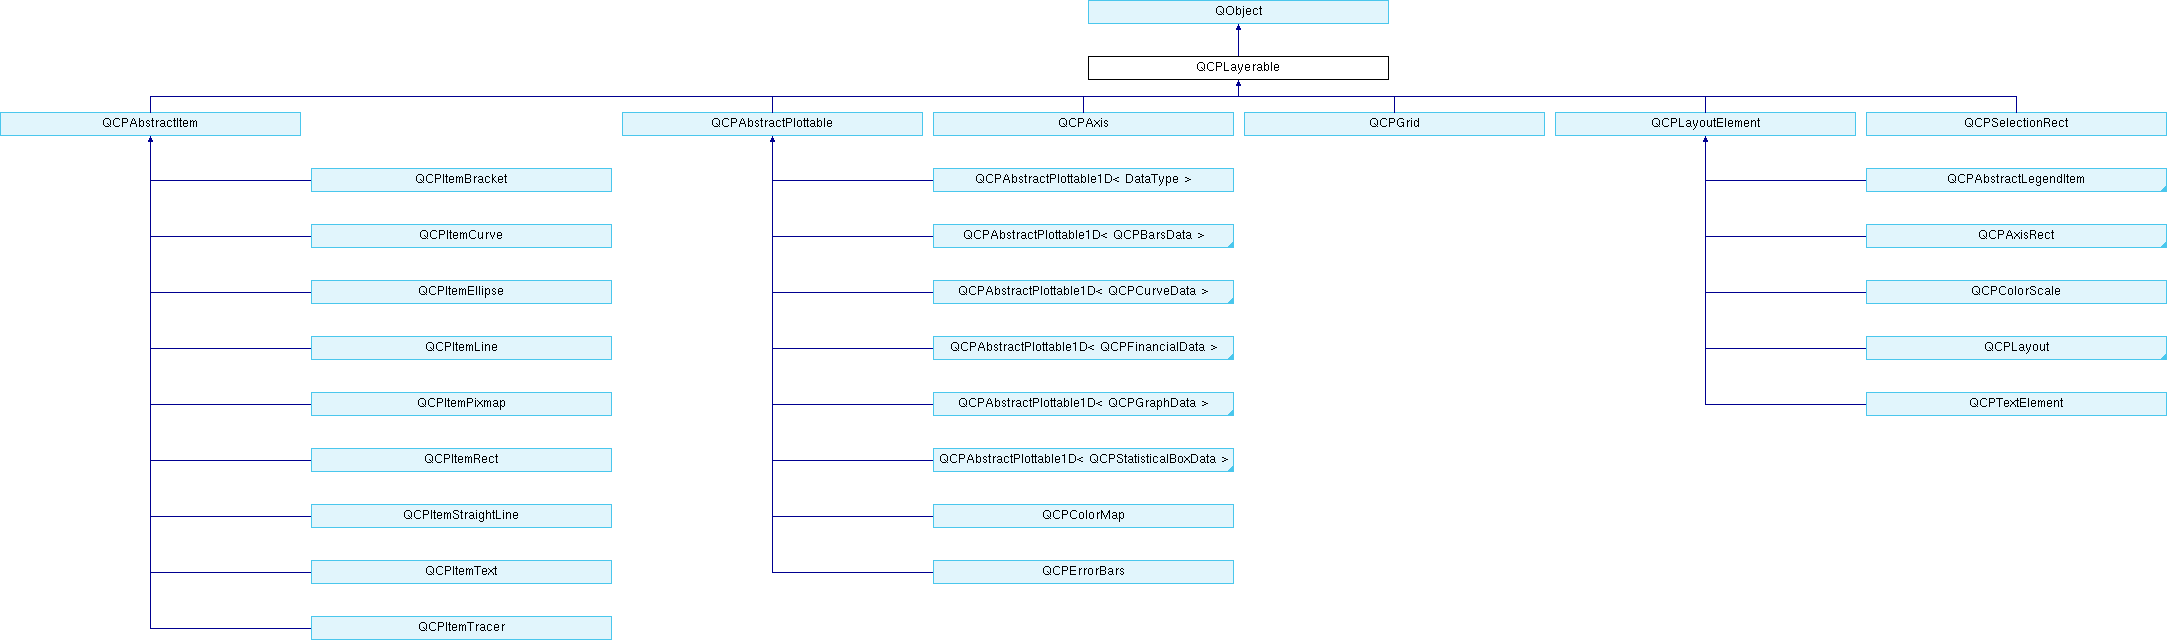 QObject
QCPLayerable
QCPAbstractItem
QCPAbstractPlottable
QCPAxis
QCPGrid
QCPLayoutElement
QCPSelectionRect
QCPItemBracket
QCPAbstractPlottable1D< DataType >
QCPAbstractLegendItem
QCPItemCurve
QCPAbstractPlottable1D< QCPBarsData >
QCPAxisRect
QCPItemEllipse
QCPAbstractPlottable1D< QCPCurveData >
QCPColorScale
QCPItemLine
QCPAbstractPlottable1D< QCPFinancialData >
QCPLayout
QCPItemPixmap
QCPAbstractPlottable1D< QCPGraphData >
QCPTextElement
QCPItemRect
QCPAbstractPlottable1D< QCPStatisticalBoxData >
QCPItemStraightLine
QCPColorMap
QCPItemText
QCPErrorBars
QCPItemTracer